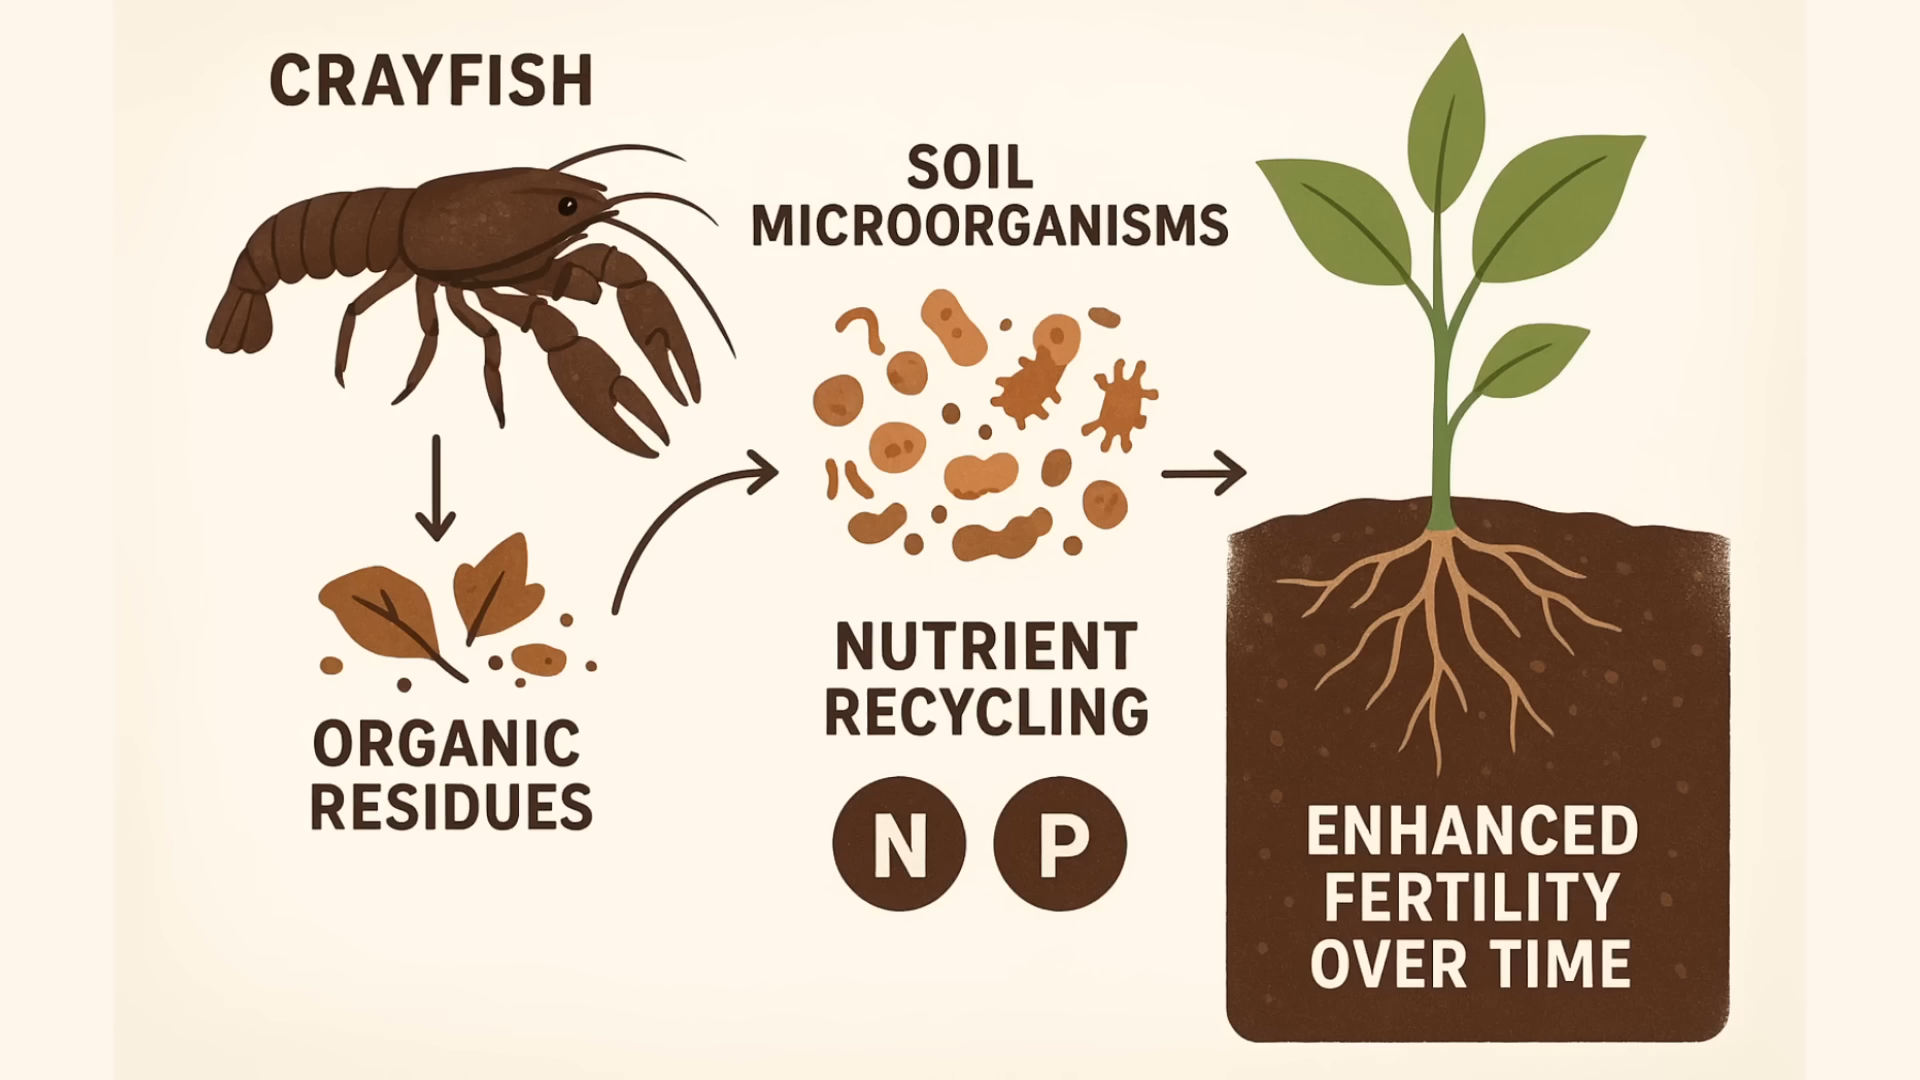 CRAYFISH
ORGANIC
RESIDUES
SOIL
MICROORGANISMS
NUTRIENT
RECYCLING
N P
ENHANCED
FERTILITY
OVER TIME